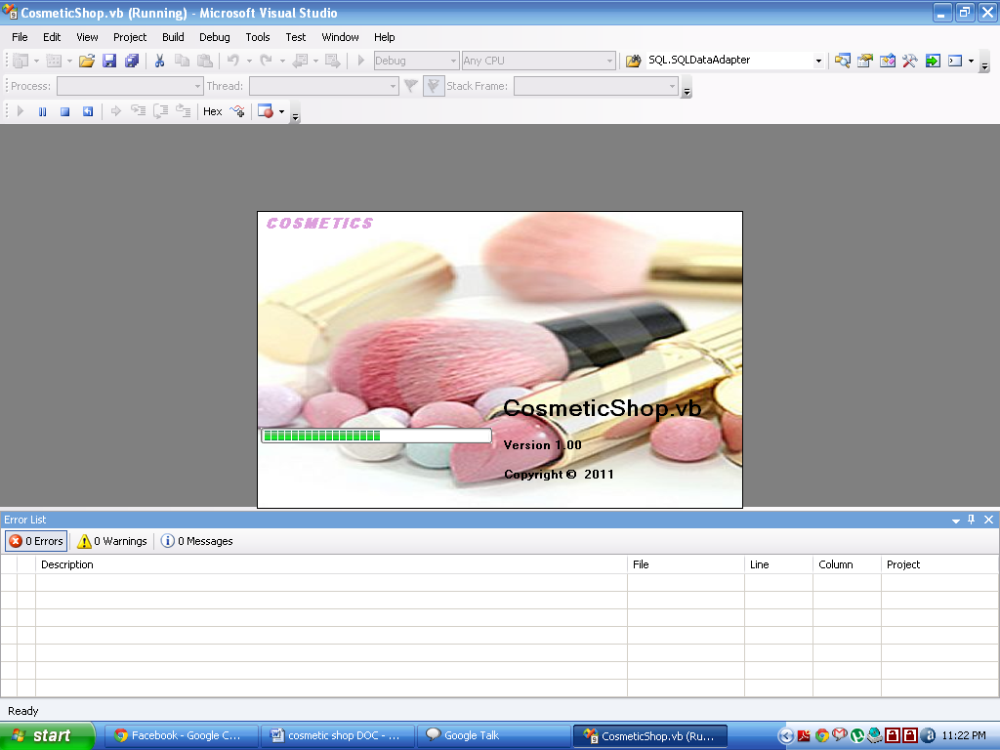 CosmeticShop.vb (Running) - Microsoft Visual Studio
File Edit View Project Build Debug Tools Test Window Help
Debug Any CPU SQL.SQLDataAdapter
Process: Thread: Stack Frame:
Hex
COSMETICS
CosmeticShop.vb
Version 1.00
Copyright © 2011
Error List
0 Errors 0 Warnings 0 Messages
Description File Line Column Project
Ready
start Facebook - Google C... cosmetic shop DOC - ... Google Talk CosmeticShop.vb (Ru... 11:22 PM